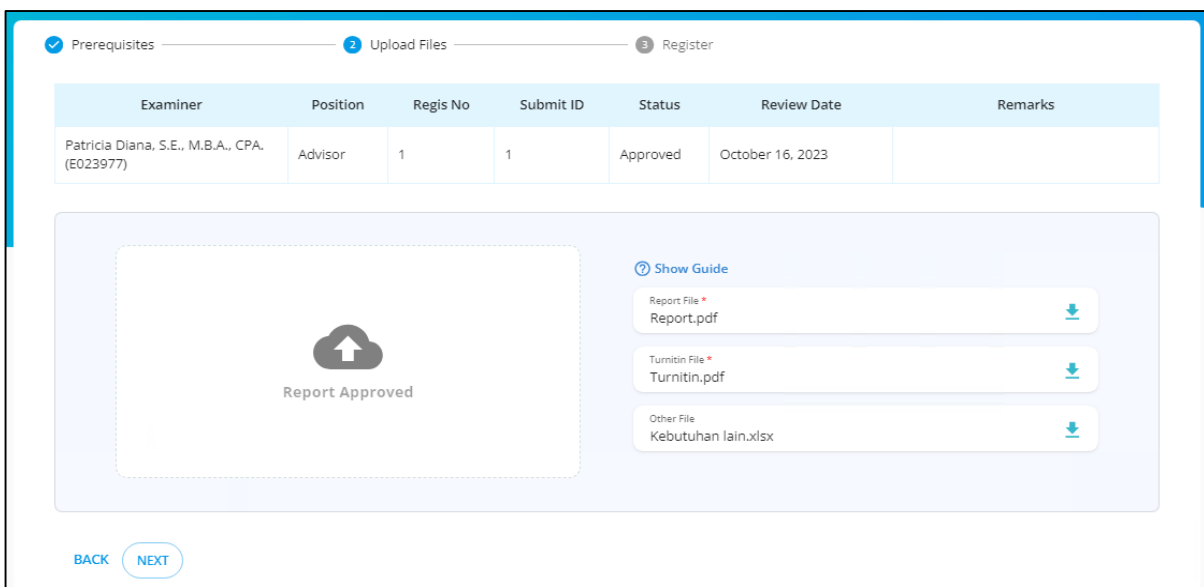 Prerequisites
2 Upload Files
3 Register
Examiner Position Regis No Submit ID Status Review Date Remarks
Patricia Diana, S.E., M.B.A., CPA.
(E023977) Advisor 1 1 Approved October 16, 2023
Report Approved
? Show Guide
Report File *
Report.pdf
Turnitin File *
Turnitin.pdf
Other File
Kebutuhan lain.xlsx
BACK NEXT